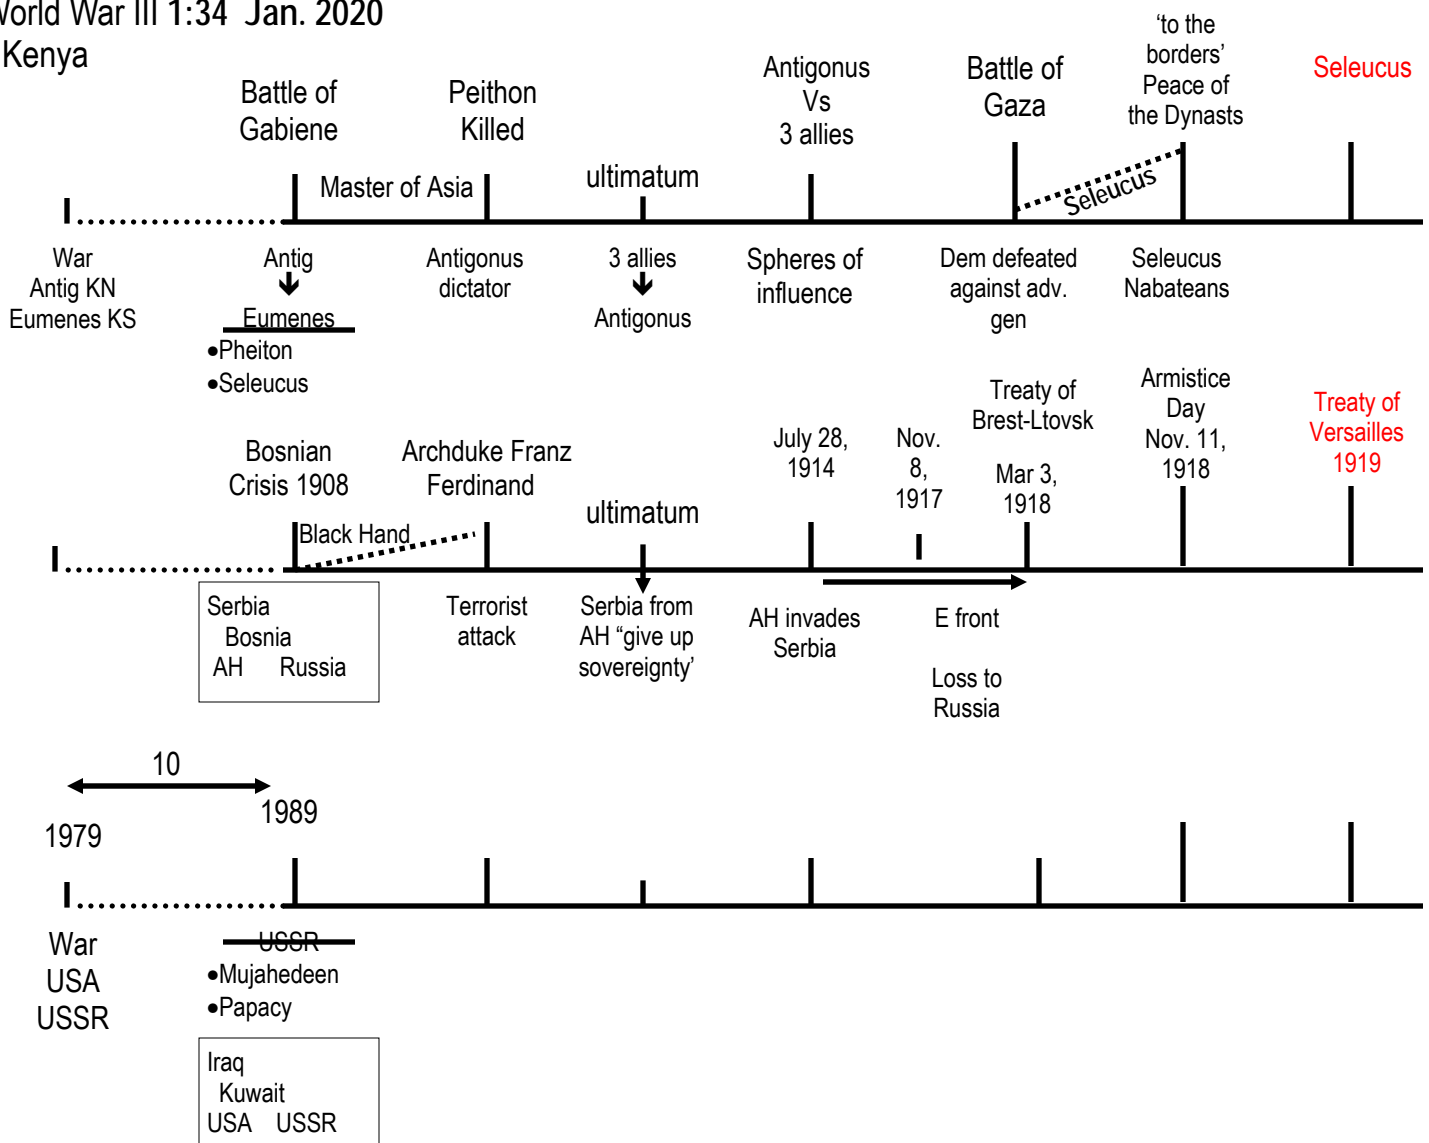 World War III 1:34 Jan. 2020
Kenya
Battle of
Gabiene
Peithon
Killed
Antigonus
Vs
3 allies
Battle of
Gaza
‘to the
borders’
Peace of
the Dynasts
Seleucus
Master of Asia
ultimatum
Seleucus
War
Antig KN
Eumenes KS
Antig
Eumenes
•Pheiton
•Seleucus
Antigonus
dictator
3 allies
Antigonus
Spheres of
influence
Dem defeated
against adv.
gen
Seleucus
Nabateans
Bosnian
Crisis 1908
Archduke Franz
Ferdinand
ultimatum
July 28,
1914
Nov.
8,
1917
Treaty of
Brest-Ltovsk
Mar 3,
1918
Armistice
Day
Nov. 11,
1918
Treaty of
Versailles
1919
Black Hand
Serbia
Bosnia
AH Russia
Terrorist
attack
Serbia from
AH “give up
sovereignty’
AH invades
Serbia
E front
Loss to
Russia
10
1979
1989
War
USA
USSR
USSR
•Mujahedeen
•Papacy
Iraq
Kuwait
USA USSR